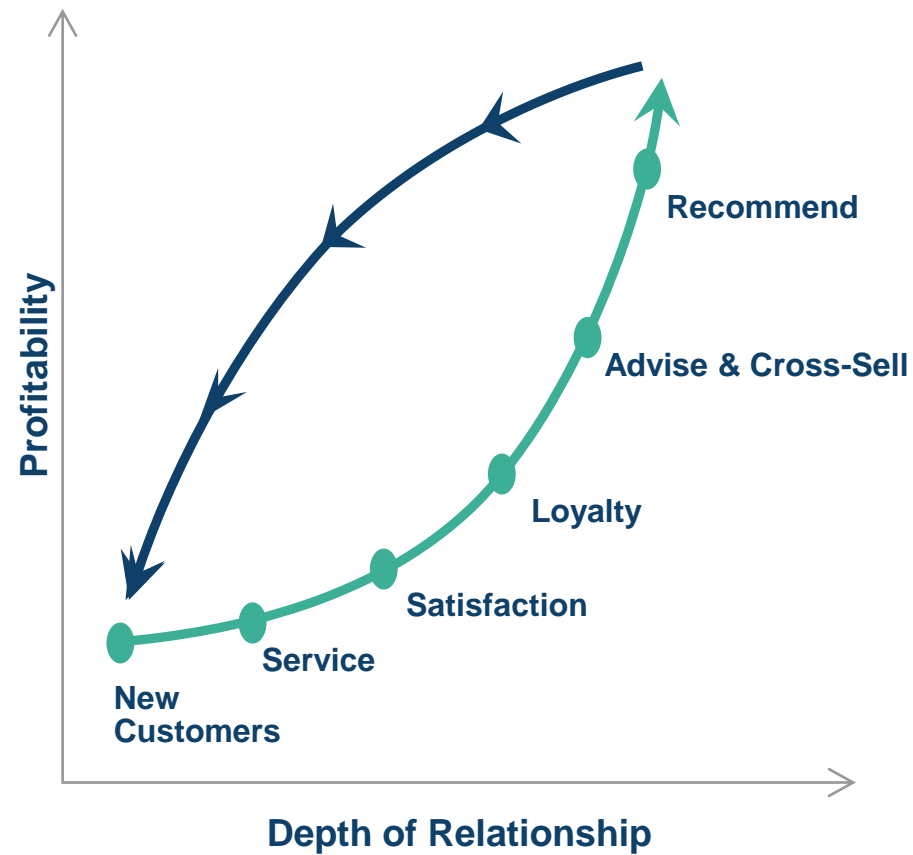 Profitability
Recommend
Advise & Cross-Sell
Loyalty
Satisfaction
Service
New
Customers
Depth of Relationship